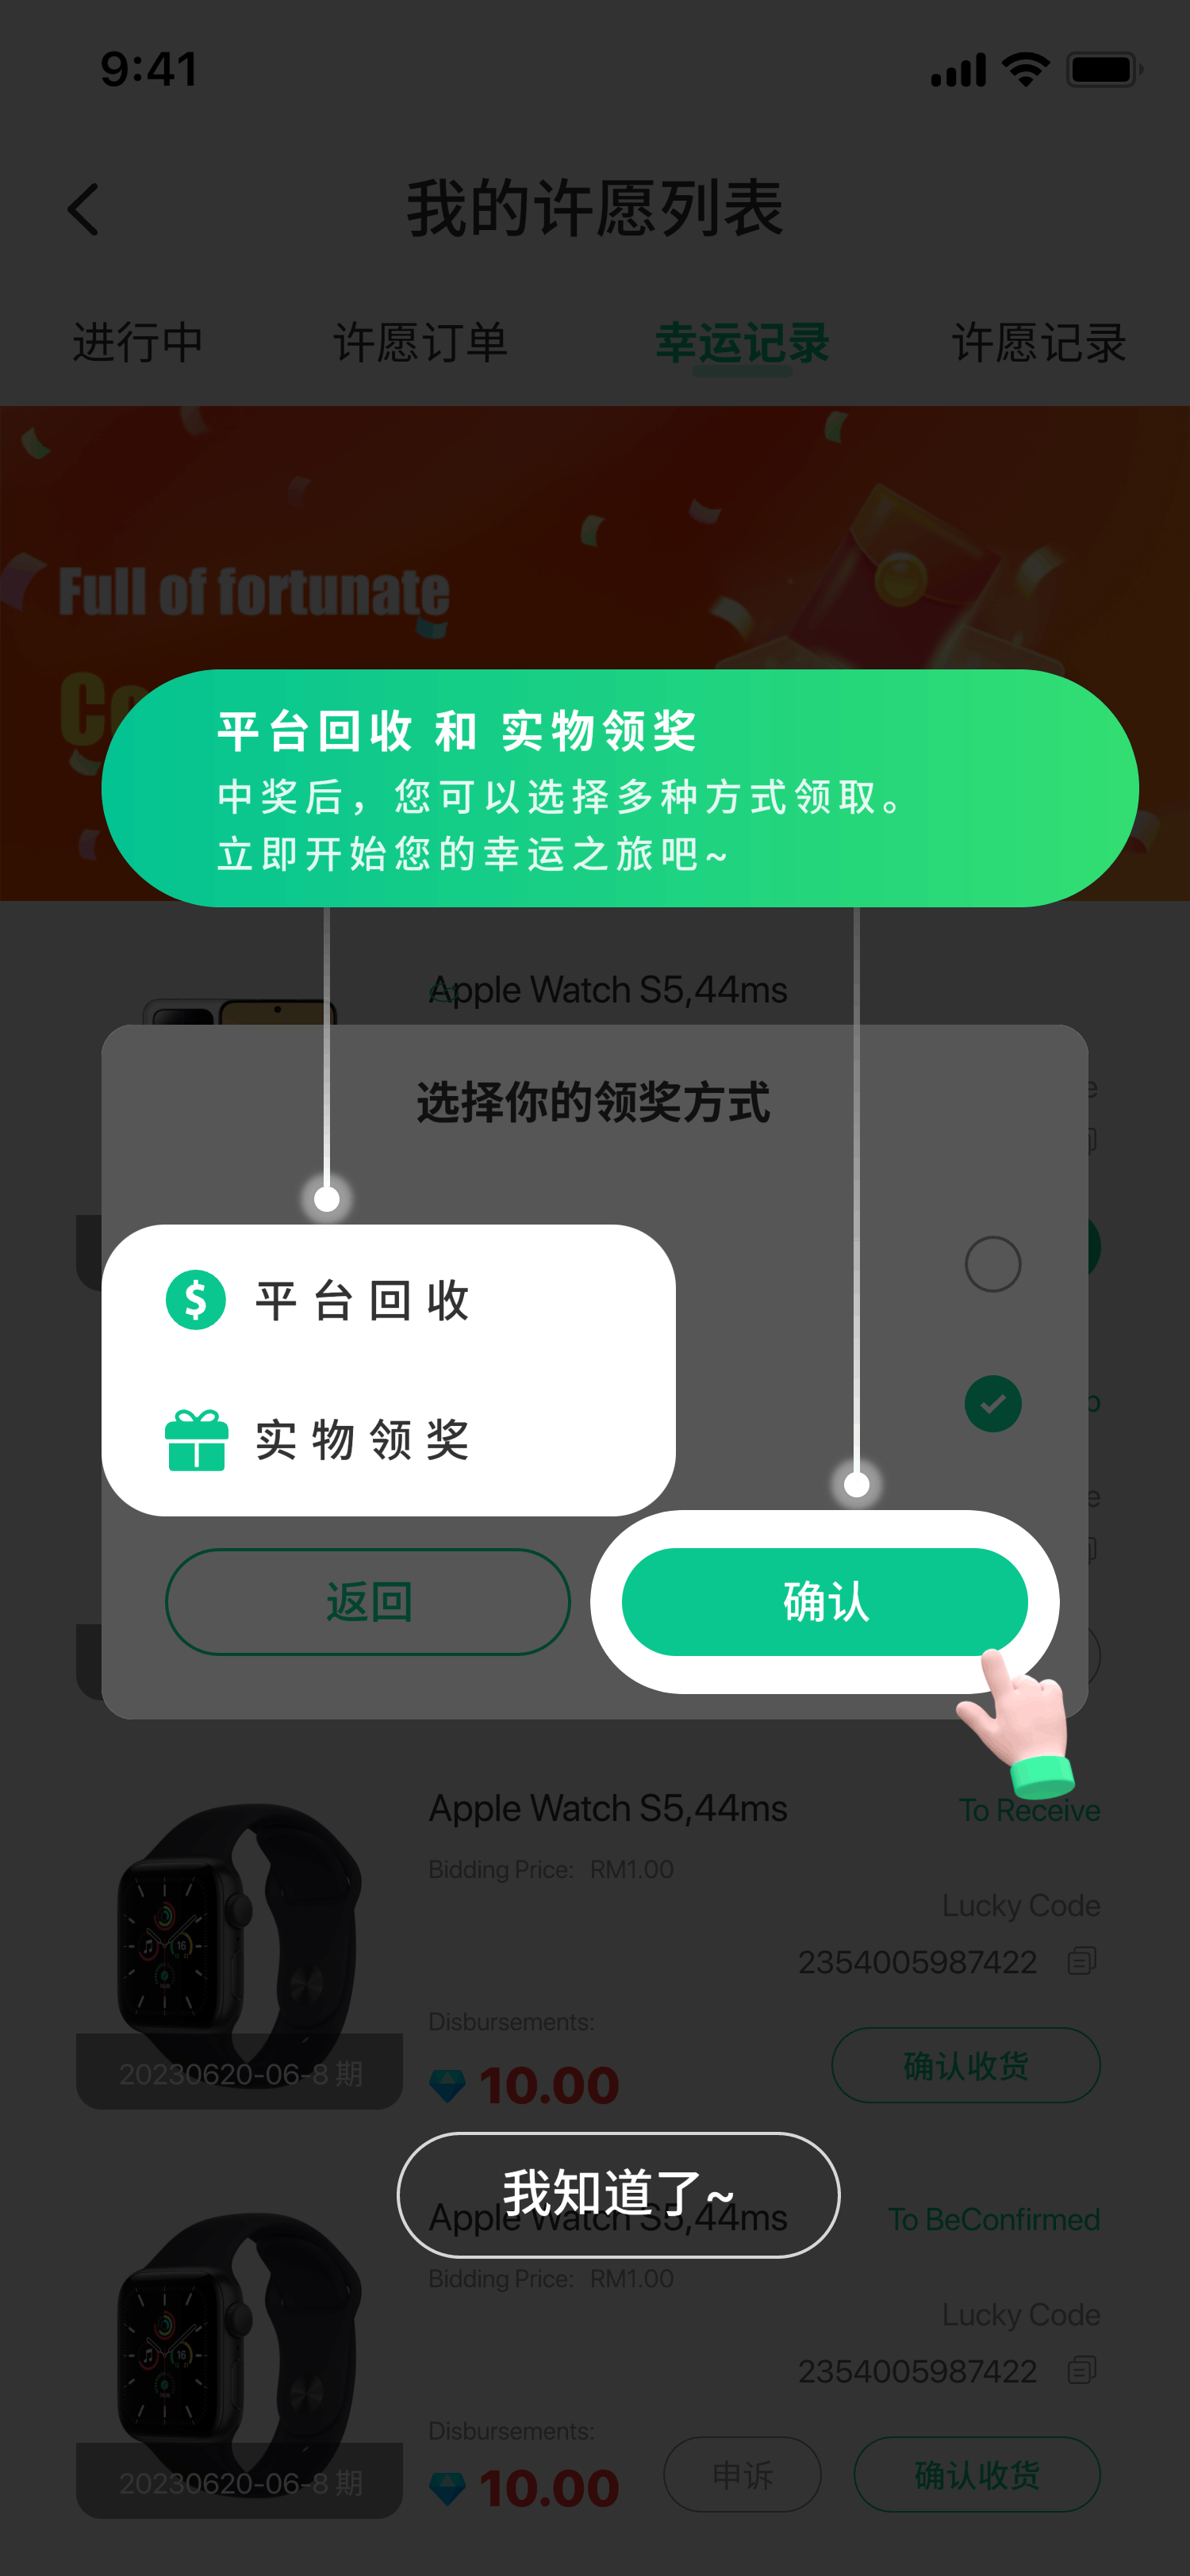 9:41
我的许愿列表
进行中 许愿订单 幸运记录 许愿记录
Full of fortunate
平台回收 和 实物领奖
中奖后，您可以选择多种方式领取。
立即开始您的幸运之旅吧~
Apple Watch S5,44ms
选择你的领奖方式
平台回收
实物领奖
返回 确认
Apple Watch S5,44ms To Receive
Bidding Price: RM1.00
Lucky Code
2354005987422
Disbursements:
20230620-06-8 期 10.00 确认收货
我知道了~
Apple Watch S5,44ms To BeConfirmed
Bidding Price: RM1.00
Lucky Code
2354005987422
Disbursements:
20230620-06-8 期 10.00 申诉 确认收货